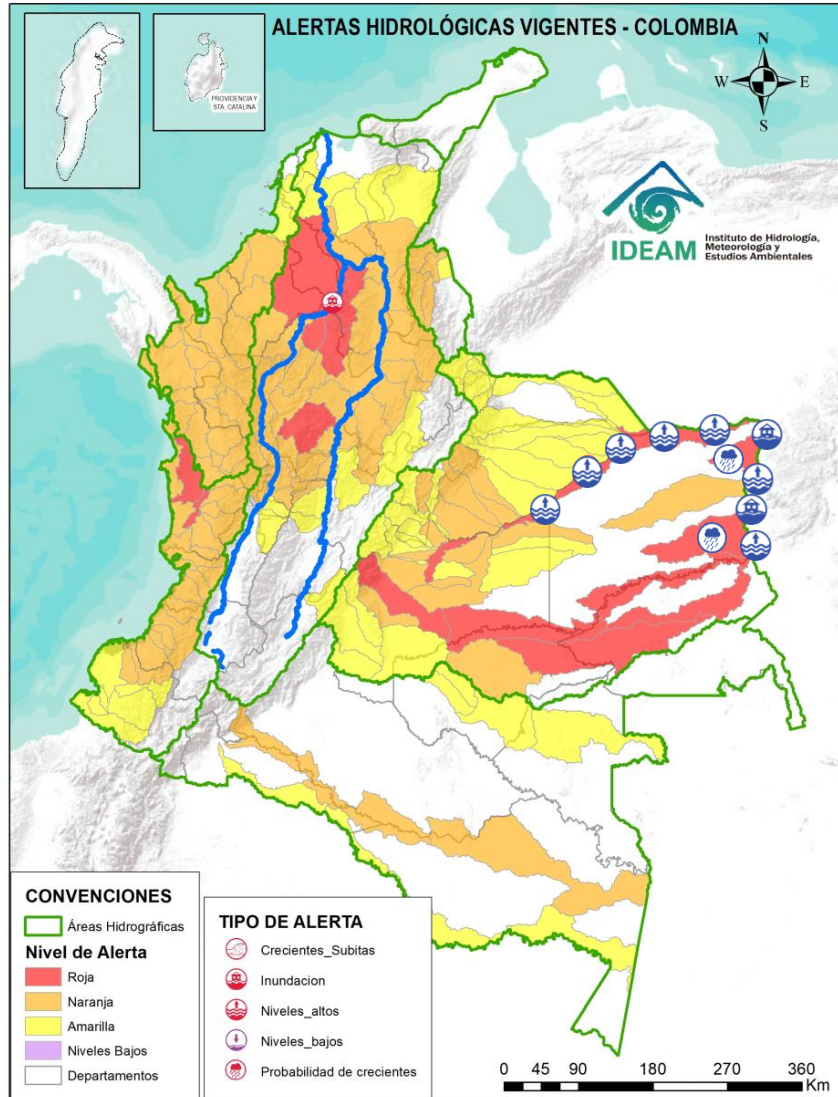 ALERTAS HIDROLÓGICAS VIGENTES - COLOMBIA
PROVIDENCIA Y
STA. CATALINA
N
W
E
S
IDEAM
Instituto de Hidrología,
Meteorología y
Estudios Ambientales
CONVENCIONES
Áreas Hidrográficas
Nivel de Alerta
Roja
Naranja
Amarilla
Niveles Bajos
Departamentos
TIPO DE ALERTA
Crecientes_Subitas
Inundacion
Niveles_altos
Niveles_bajos
Probabilidad de crecientes
0 45 90 180 270 360
Km